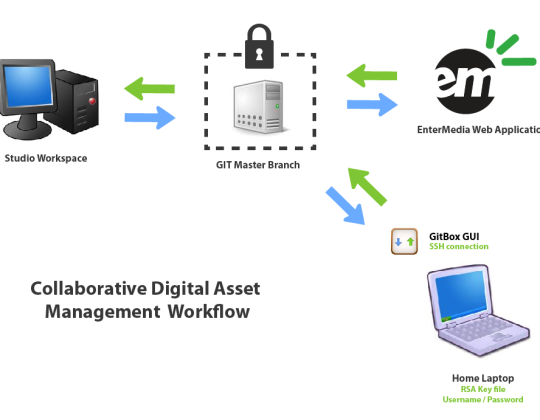 em
Studio Workspace
GIT Master Branch
EnterMedia Web Applicatio
GitBox GUI
SSH connection
Collaborative Digital Asset
Management Workflow
Home Laptop
RSA Key file
Username / Password